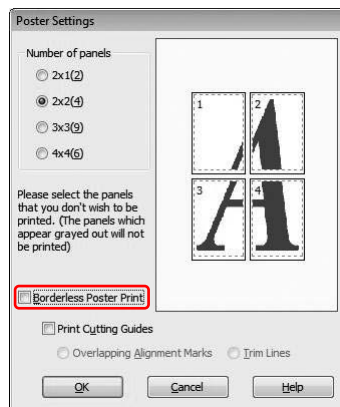 Poster Settings
Number of panels
2x1(2)
2x2(4)
3x3(9)
4x4(6)
Please select the panels
that you don't wish to be
printed. (The panels which
appear grayed out will not
be printed)
1
2
3
4
A
Borderless Poster Print
Print Cutting Guides
Overlapping Alignment Marks
Trim Lines
OK
Cancel
Help